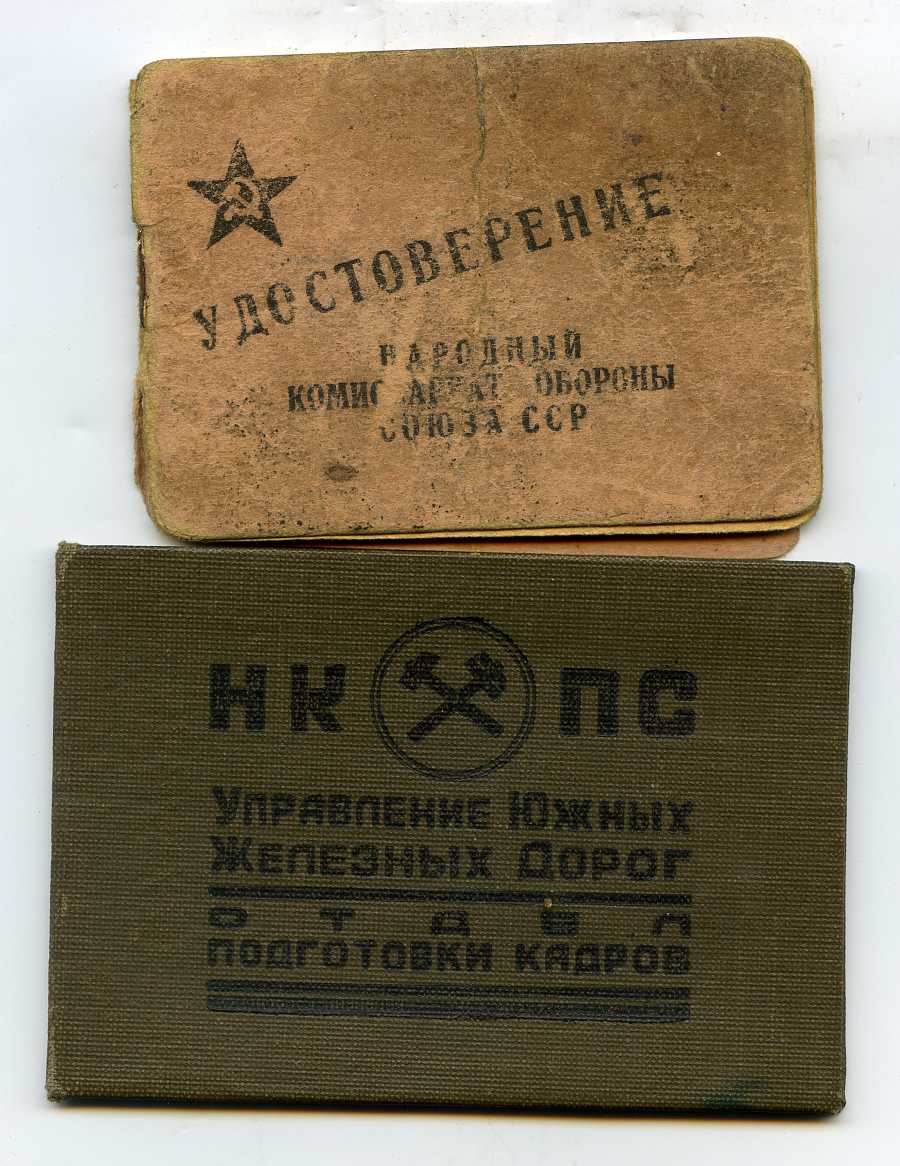 УДОСТОВЕРЕНИЕ
НАРОДНЫЙ
КОМИССАРИАТ ОБОРОНЫ
СОЮЗА ССР
НК ПС
Управление Южных
Железных Дорог
ОТДЕЛ
ПОДГОТОВКИ КАДРОВ